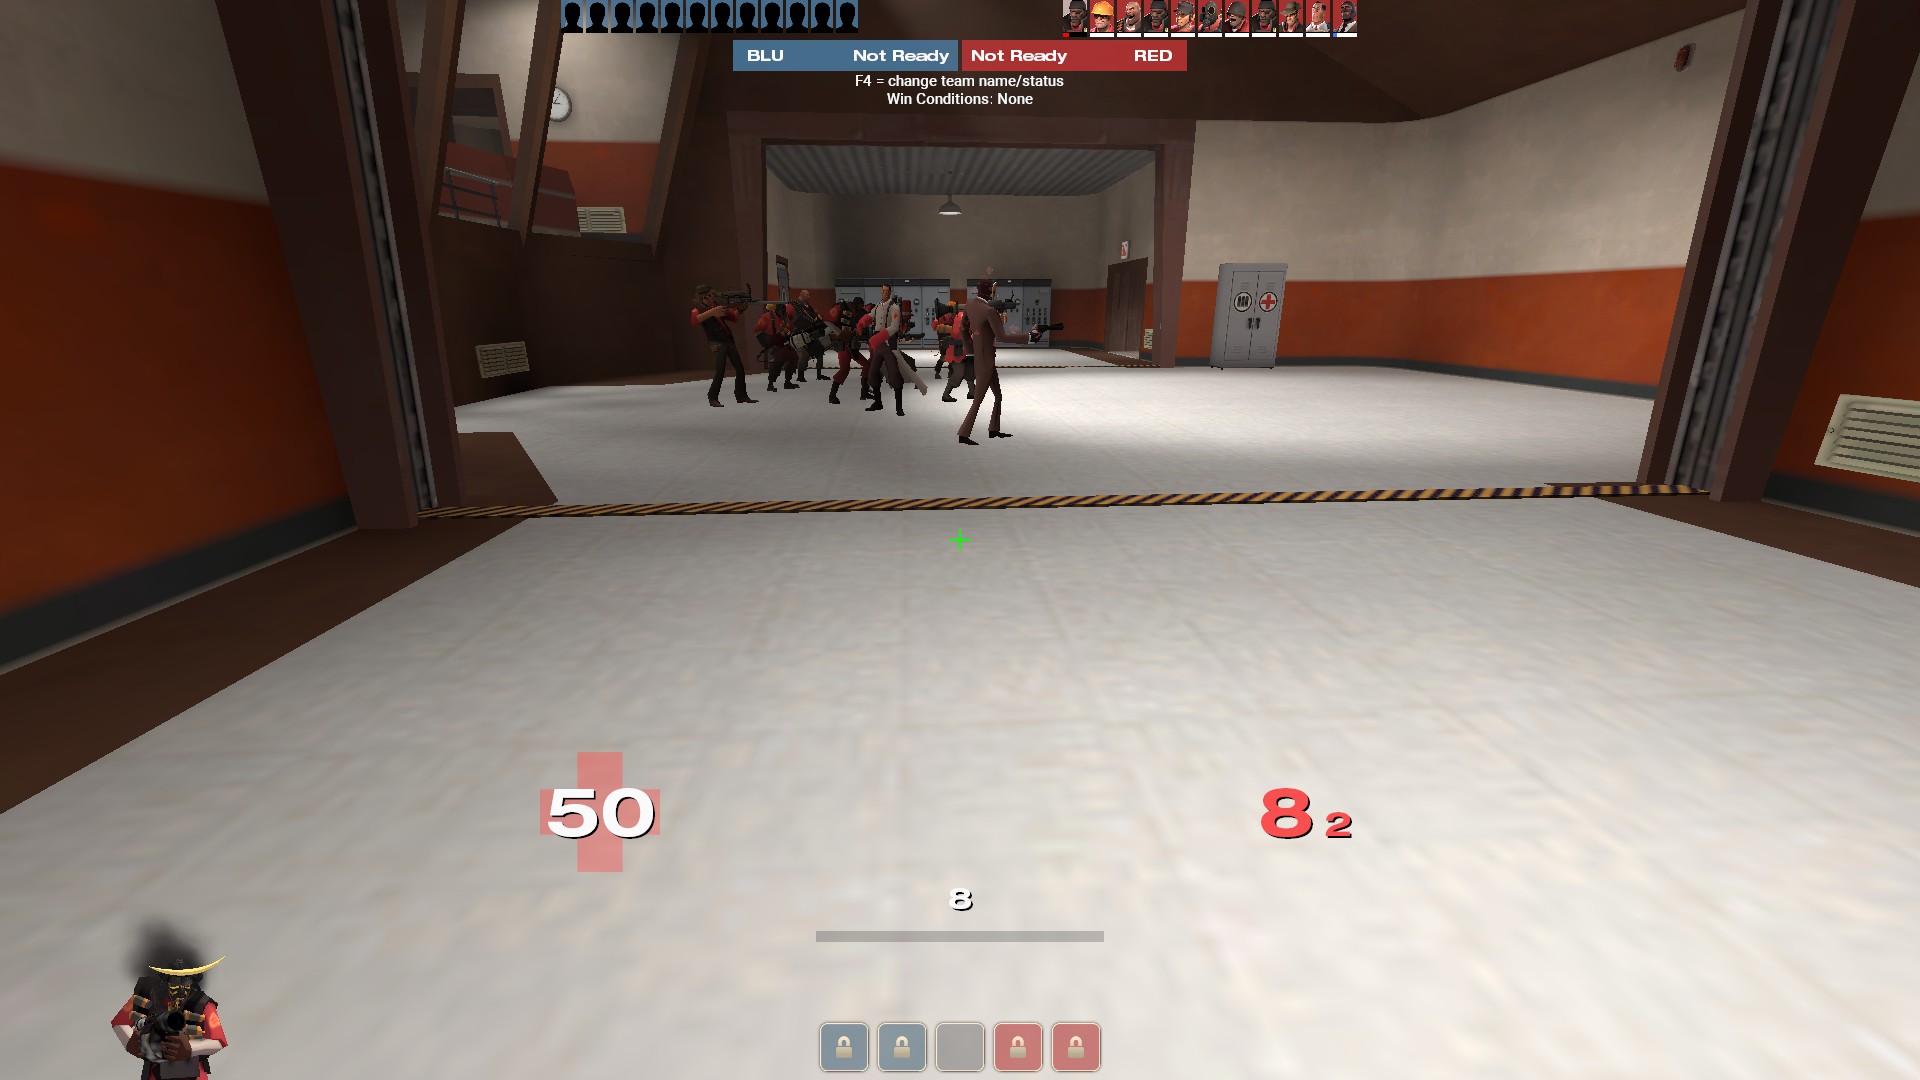 BLU Not Ready Not Ready RED
F4 = change team name/status
Win Conditions: None
50
8 2
8